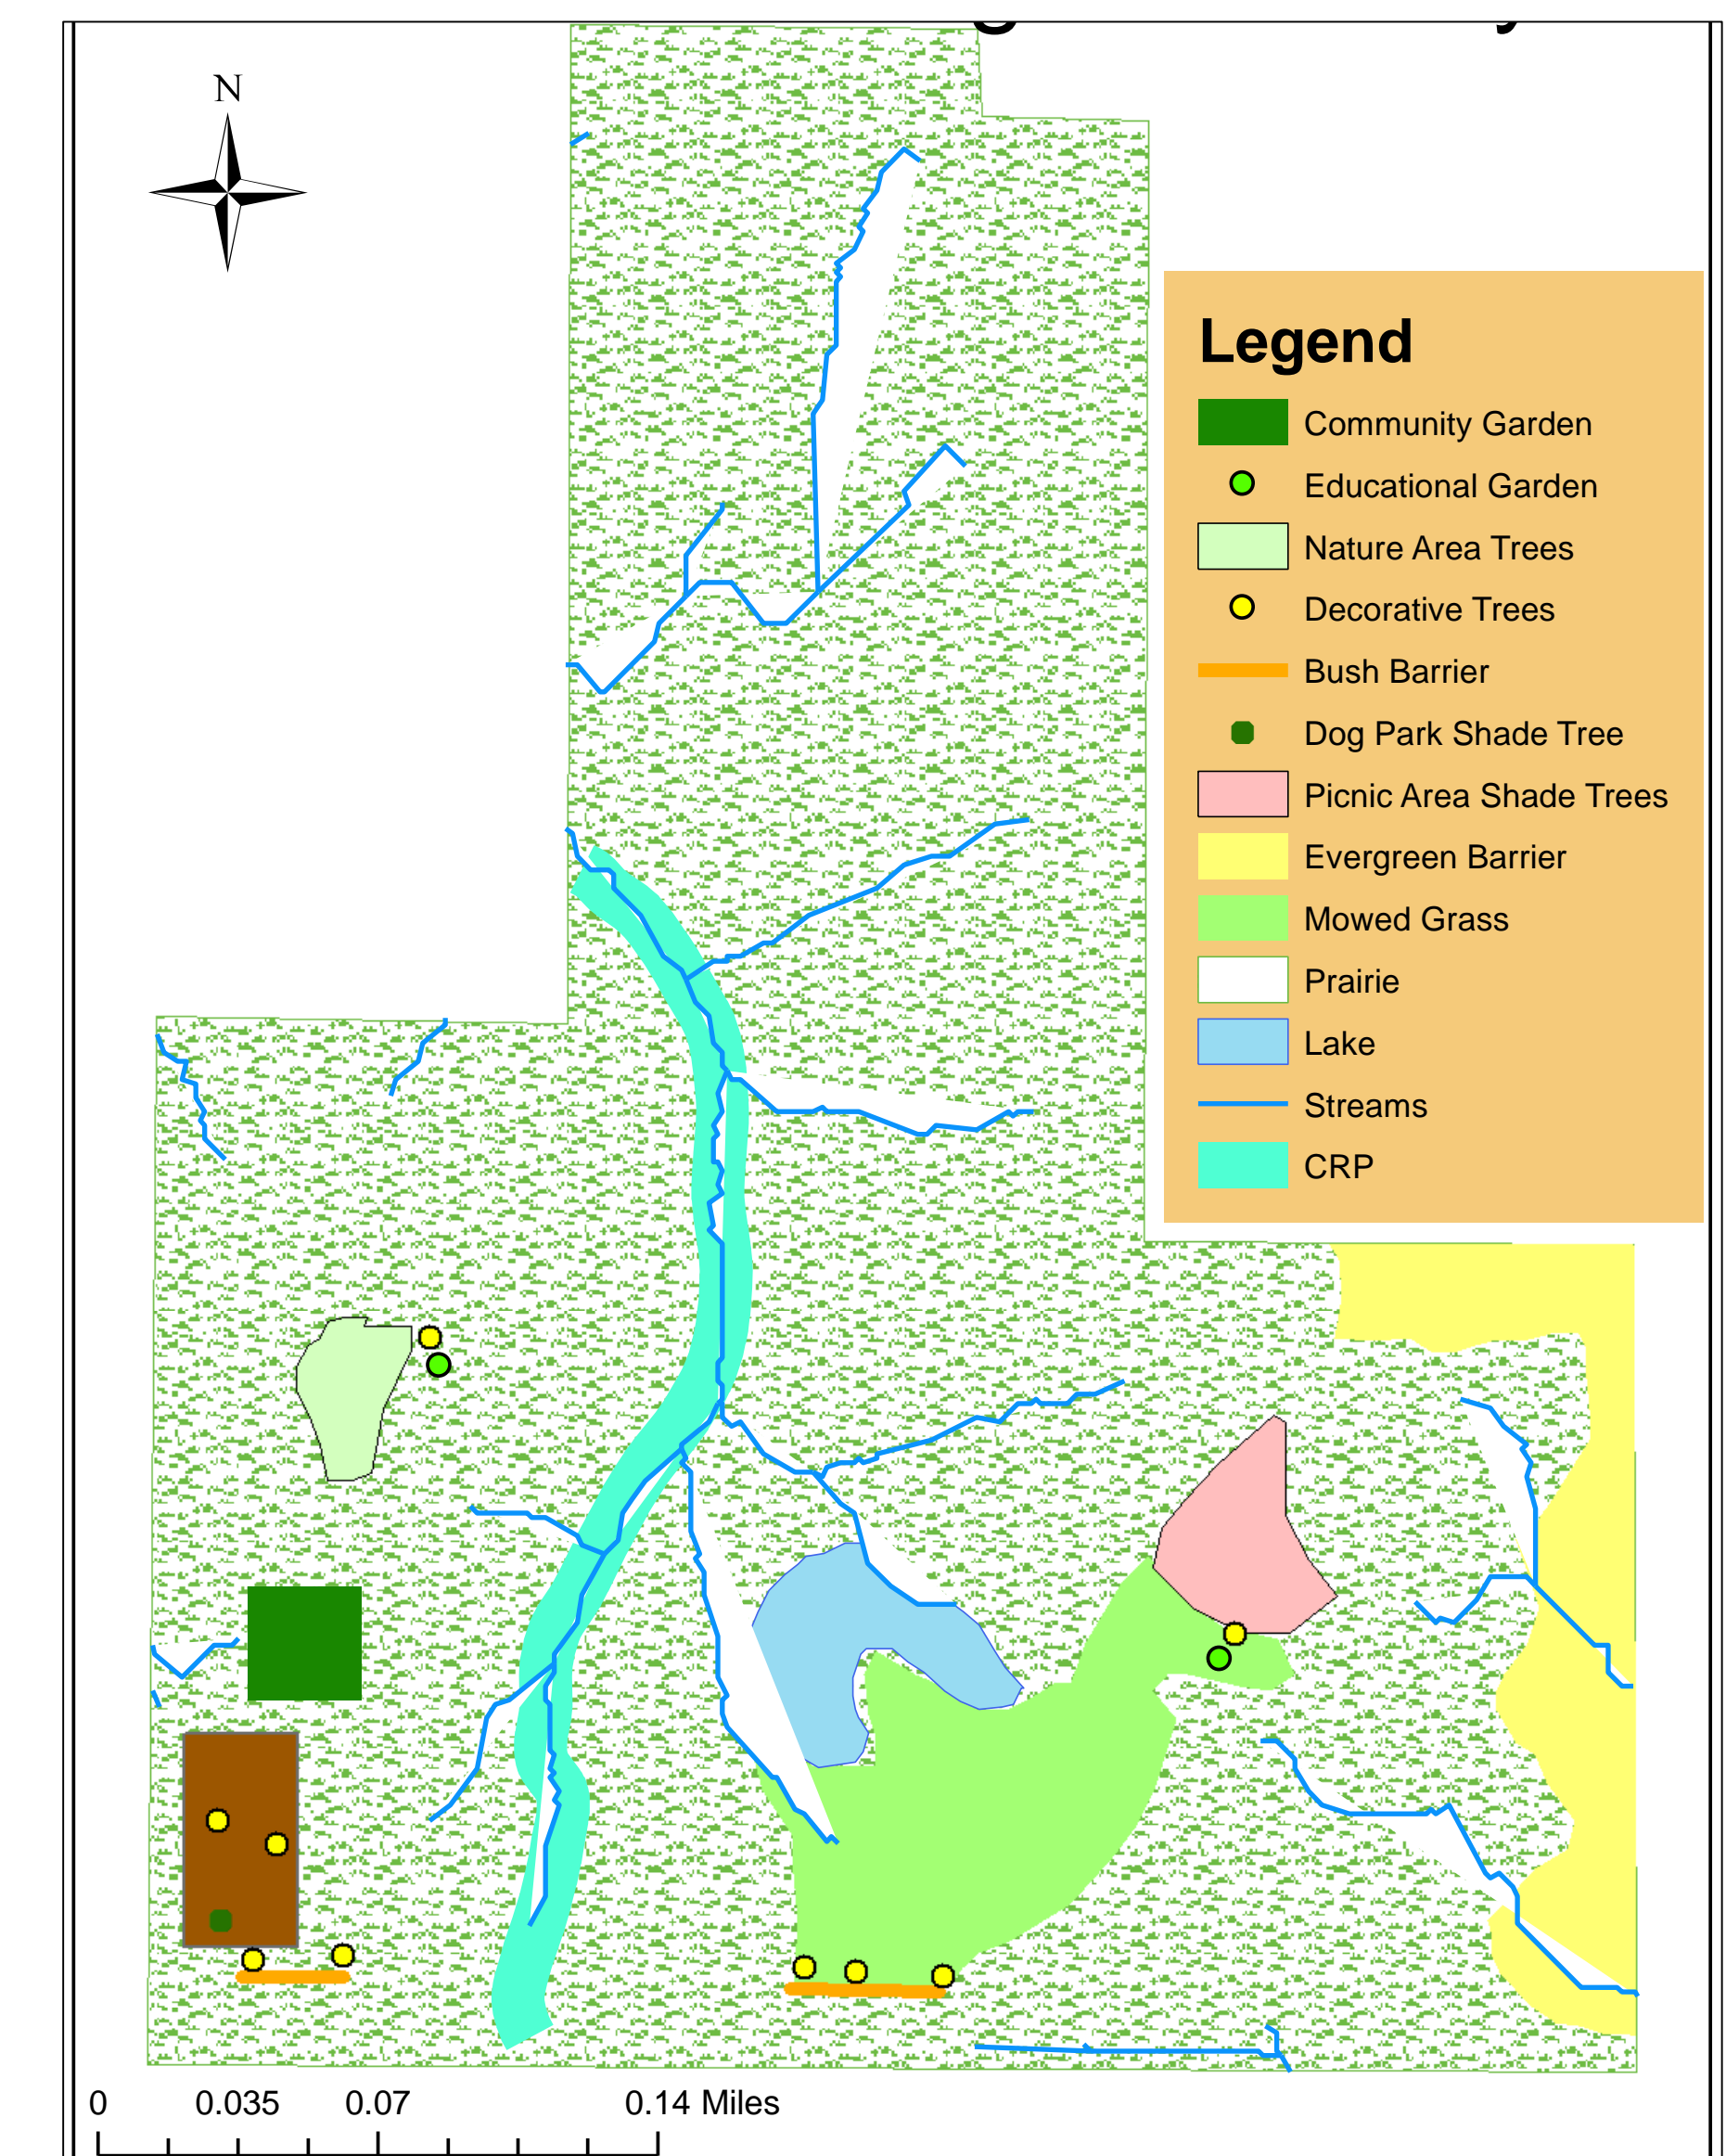 N
Legend
Community Garden
Educational Garden
Nature Area Trees
Decorative Trees
Bush Barrier
Dog Park Shade Tree
Picnic Area Shade Trees
Evergreen Barrier
Mowed Grass
Prairie
Lake
Streams
CRP
0 0.035 0.07 0.14 Miles